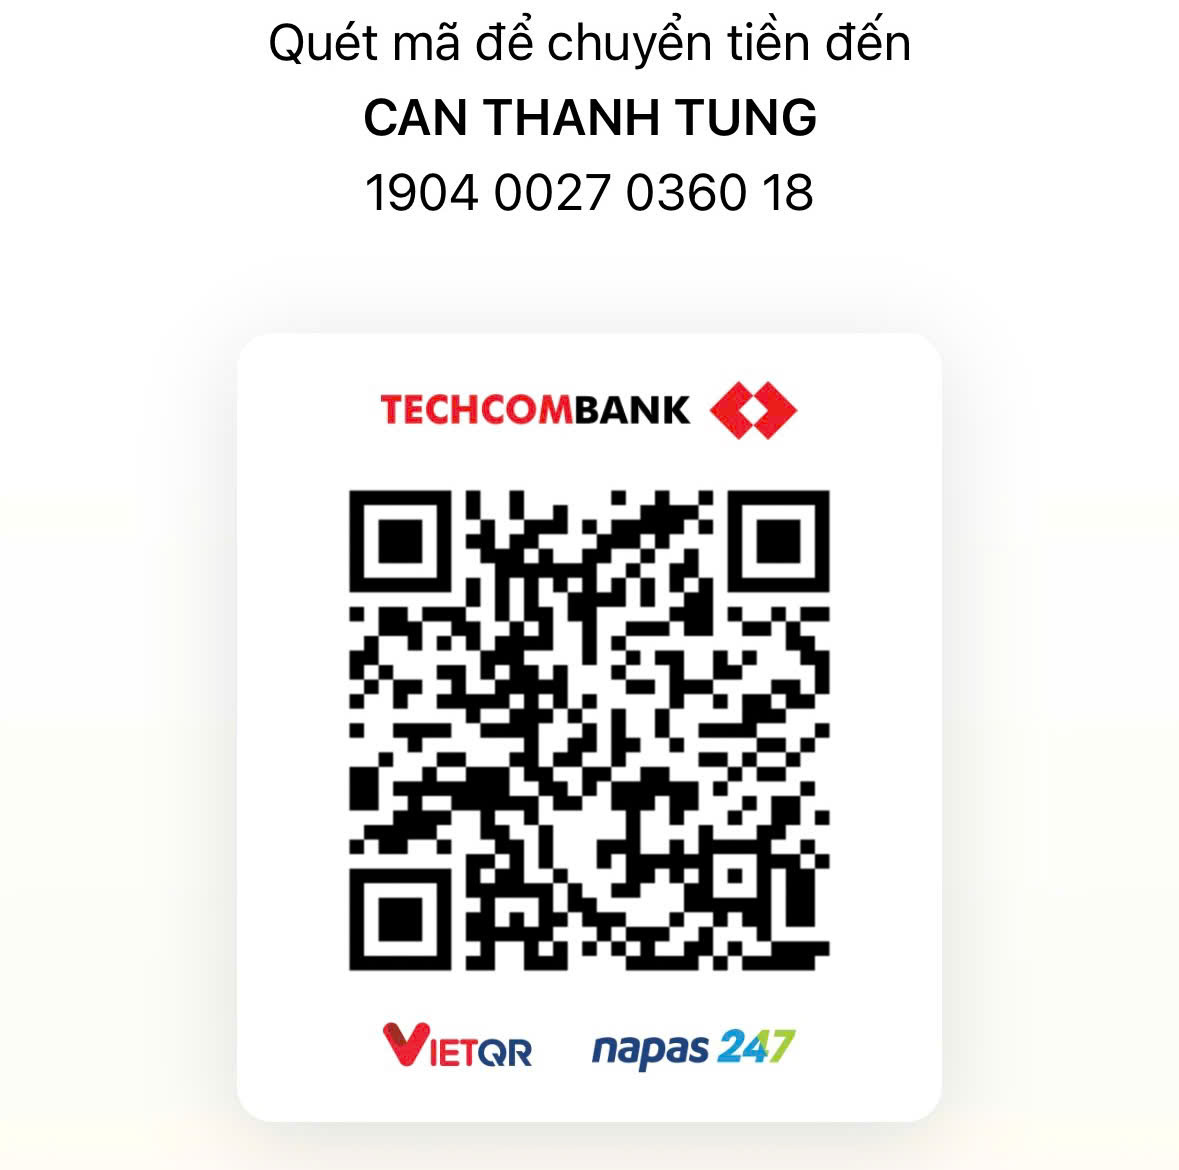 Quét mã để chuyển tiền đến
CAN THANH TUNG
1904 0027 0360 18
TECHCOMBANK
VIETQR
napas 247